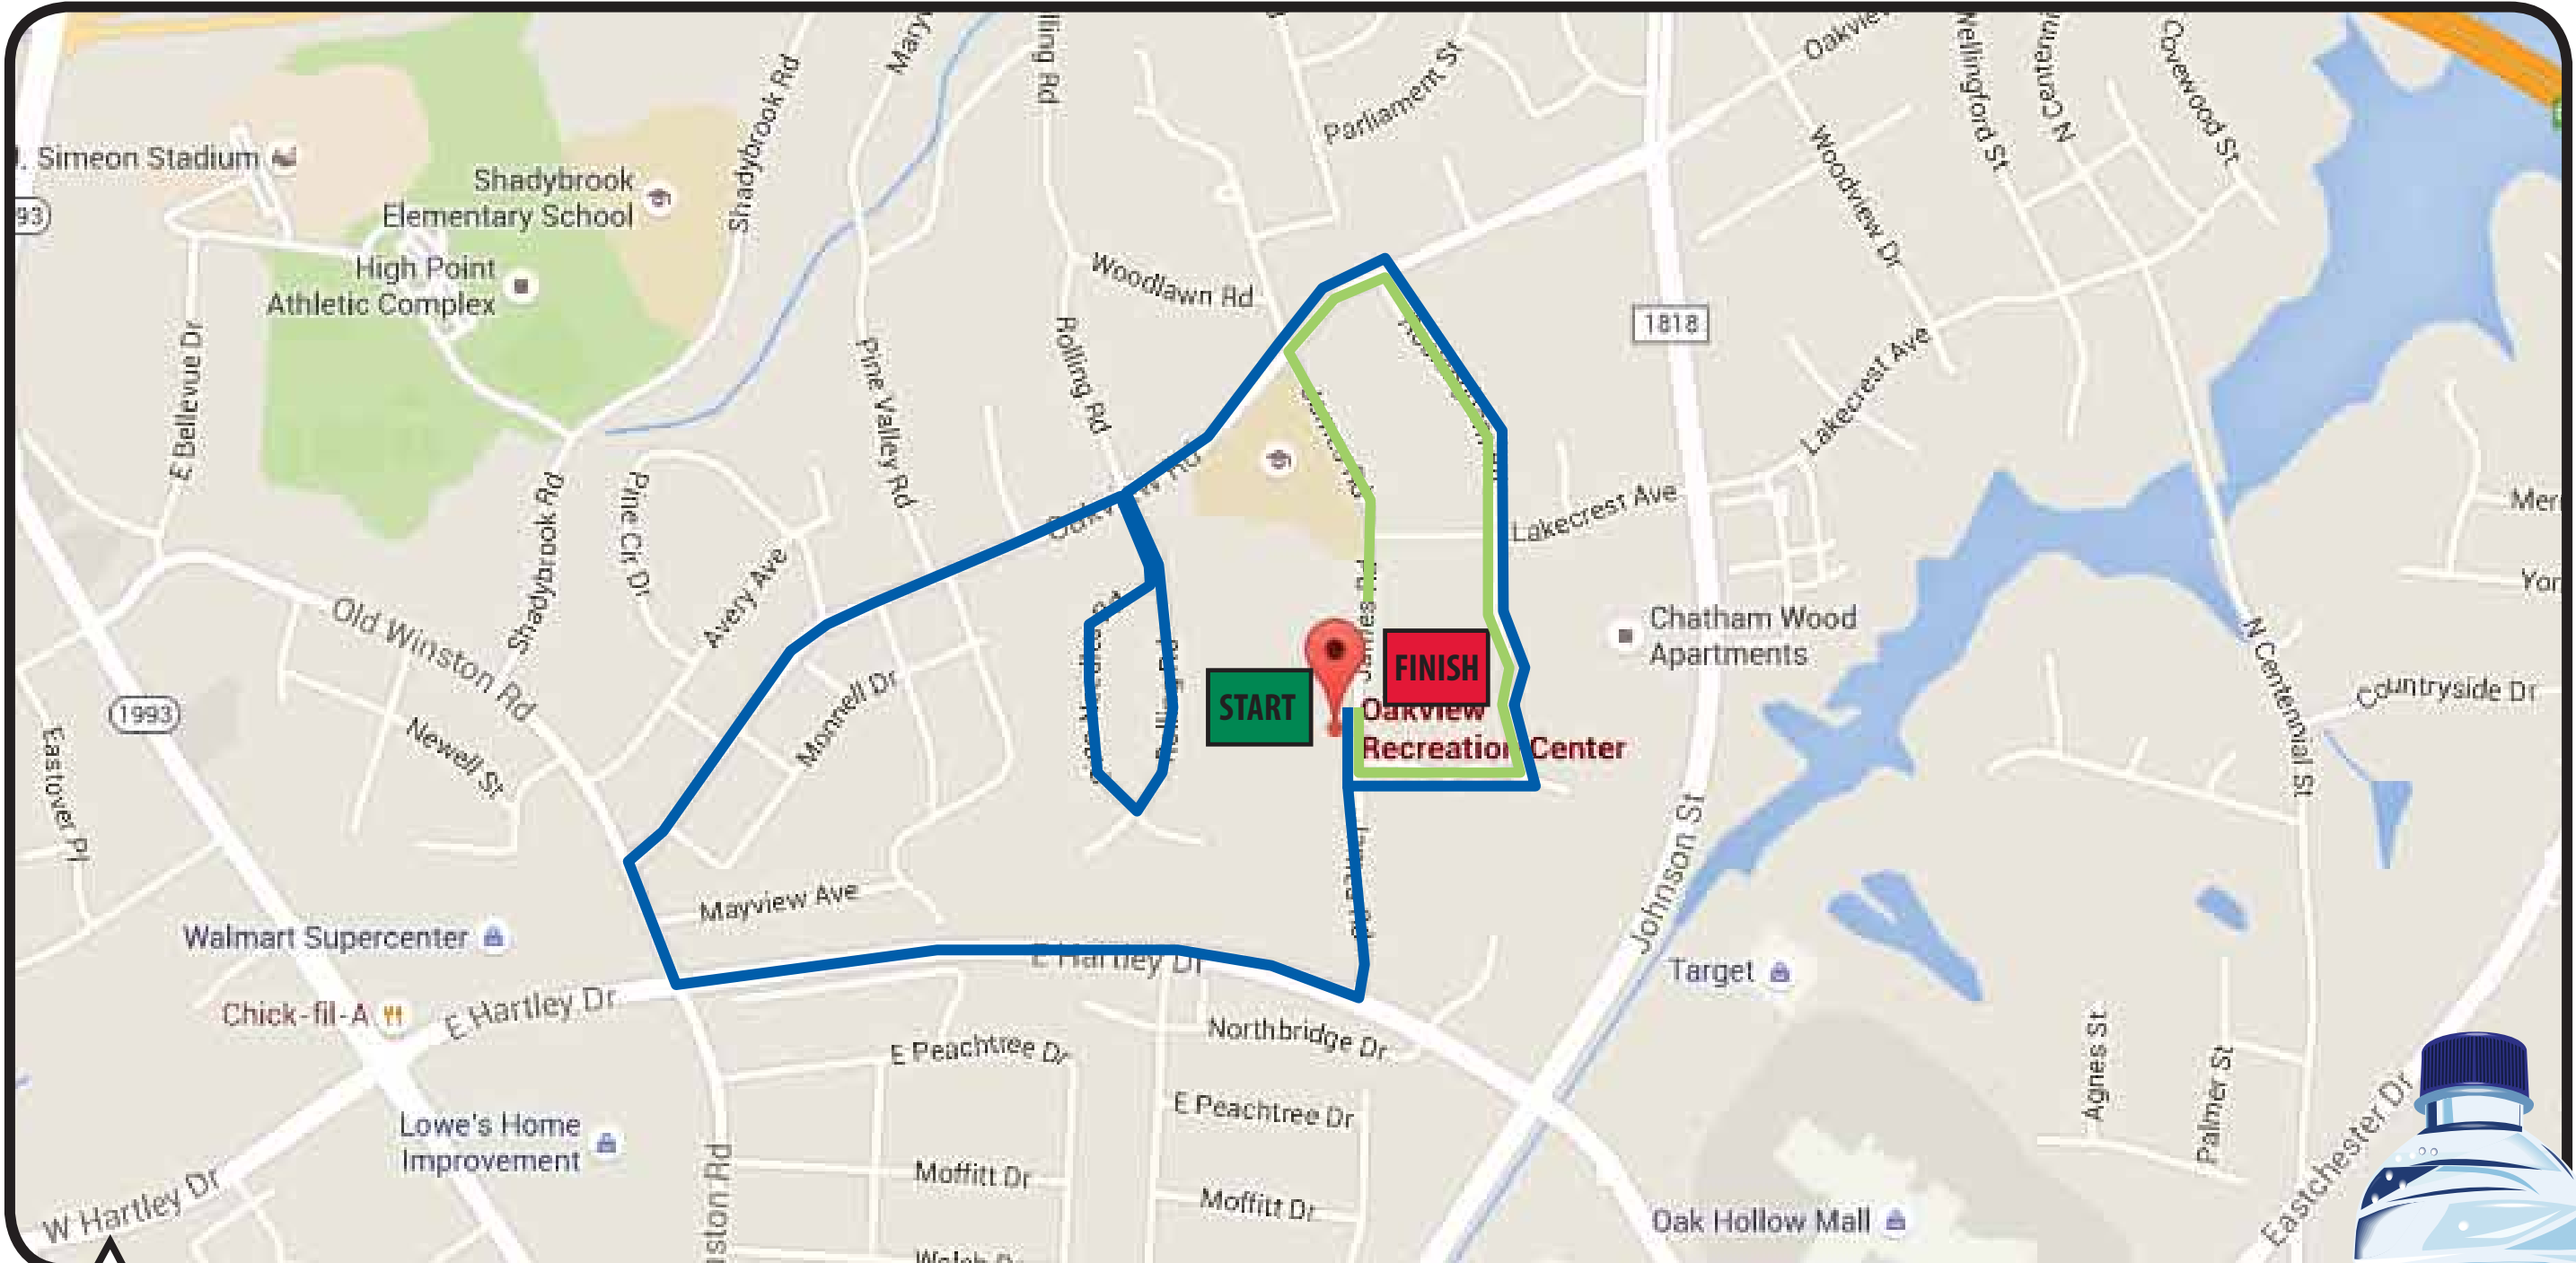 Oakview
Parliament St
N Centenn
Covewood St
Simeon Stadium
Shadybrook
Elementary School
Shadybrook Rd
Woodview Dr
93
High Point
Athletic Complex
Woodlawn Rd
1818
E Bellevue Dr
Rolling Rd
Pine Valley Rd
Lakecrest Ave
Lakecrest Ave
Shadybrook Rd
Pine Cir Dr
Avery Ave
James Rd
Old Winston Rd
Chatham Wood
Apartments
N Centennial St
Countryside Dr
1993
Newell St
Monnell Dr
START
FINISH
Oakview
Recreation Center
Eastover Pl
Johnson St
Mayview Ave
Walmart Supercenter
E Hartley Dr
Target
Chick-fil-A
E Hartley Dr
Northbridge Dr
E Peachtree Dr
E Peachtree Dr
Agnes St
Palmer St
Lowe's Home
Improvement
Moffitt Dr
Moffitt Dr
W Hartley Dr
Oak Hollow Mall
Eastchester Dr